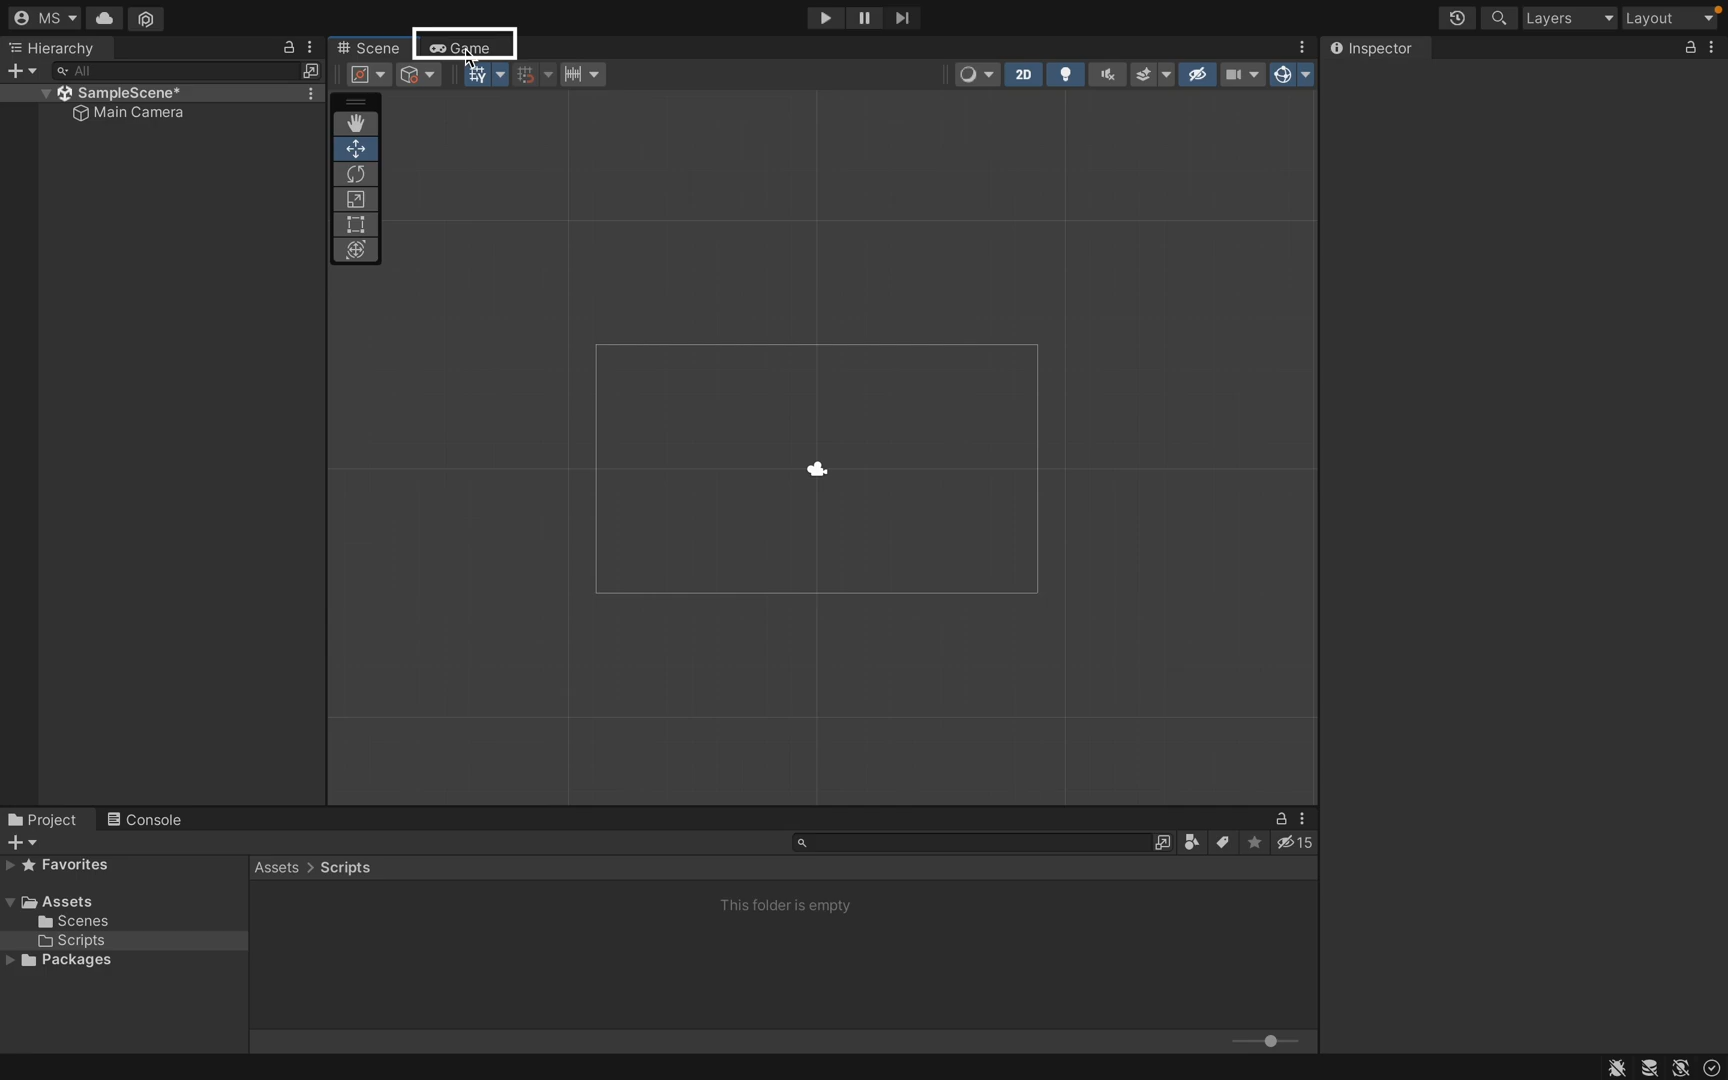 MS
Layers
Layout
Hierarchy
Scene
Game
Inspector
All
2D
SampleScene*
Main Camera
Project
Console
15
Favorites
Assets > Scripts
This folder is empty
Assets
Scenes
Scripts
Packages